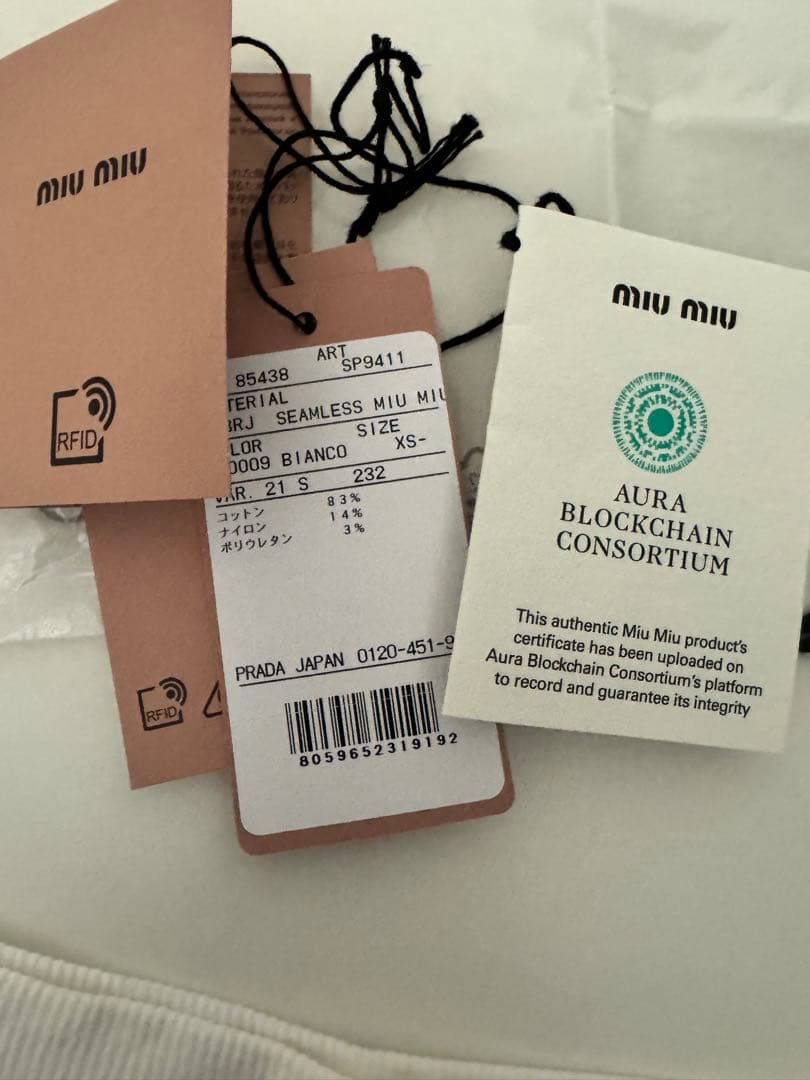 miu miu
RFID
ART
85438 SP9411
TERIAL
BRJ SEAMLESS MIU MIU
LOR SIZE
0009 BIANCO XS-
VAR. 21 S 232
コットン 83%
ナイロン 14%
ポリウレタン 3%
PRADA JAPAN 0120-451-9
8059652319192
RFID
miu miu
AURA
BLOCKCHAIN
CONSORTIUM
This authentic Miu Miu product's
certificate has been uploaded on
Aura Blockchain Consortium's platform
to record and guarantee its integrity